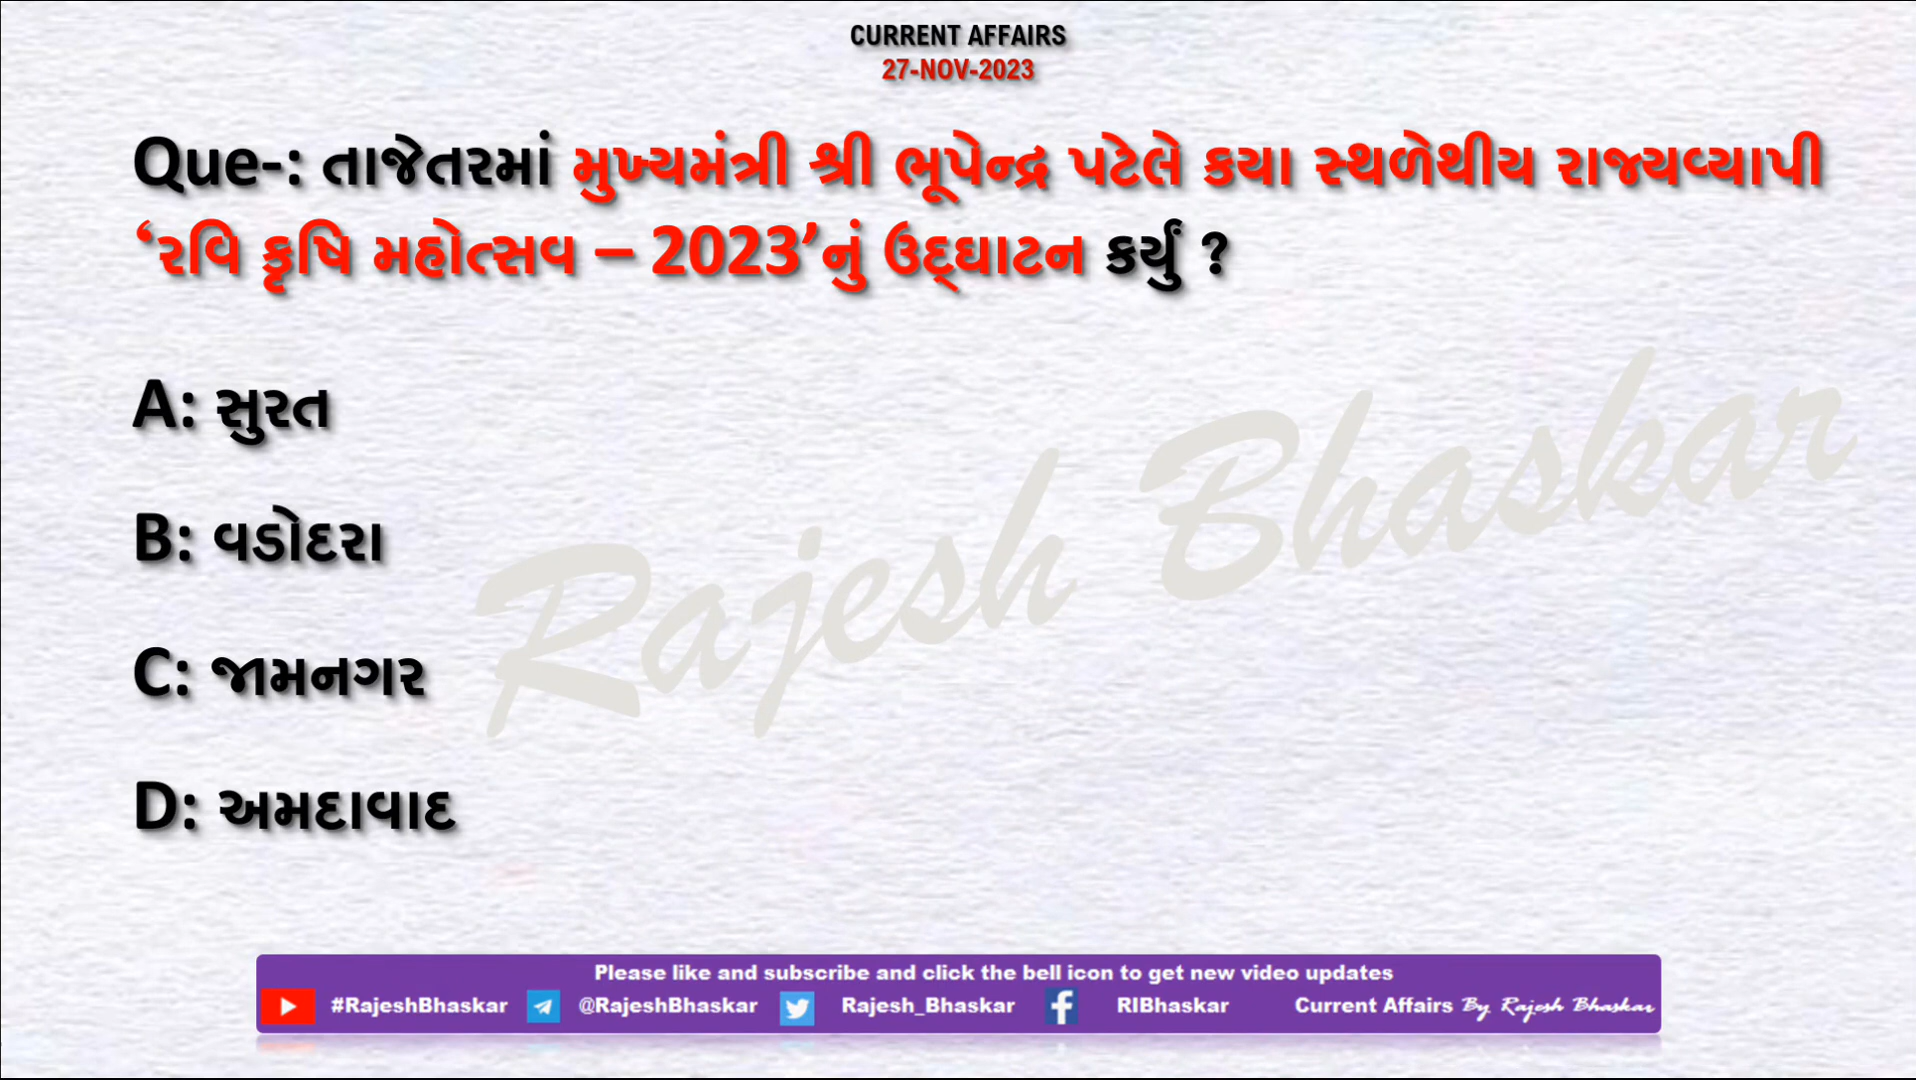 CURRENT AFFAIRS
27-NOV-2023
Que-: તાજેતરમાં મુખ્યમંત્રી શ્રી ભૂપેન્દ્ર પટેલે કયા સ્થળેથીય રાજ્યવ્યાપી
‘રવિ કૃષિ મહોત્સવ – 2023’નું ઉદ્ઘાટન કર્યું ?
A: સુરત
B: વડોદરા
C: જામનગર
D: અમદાવાદ
Rajesh Bhaskar
Please like and subscribe and click the bell icon to get new video updates
#RajeshBhaskar @RajeshBhaskar Rajesh_Bhaskar RIBhaskar Current Affairs By Rajesh Bhaskar